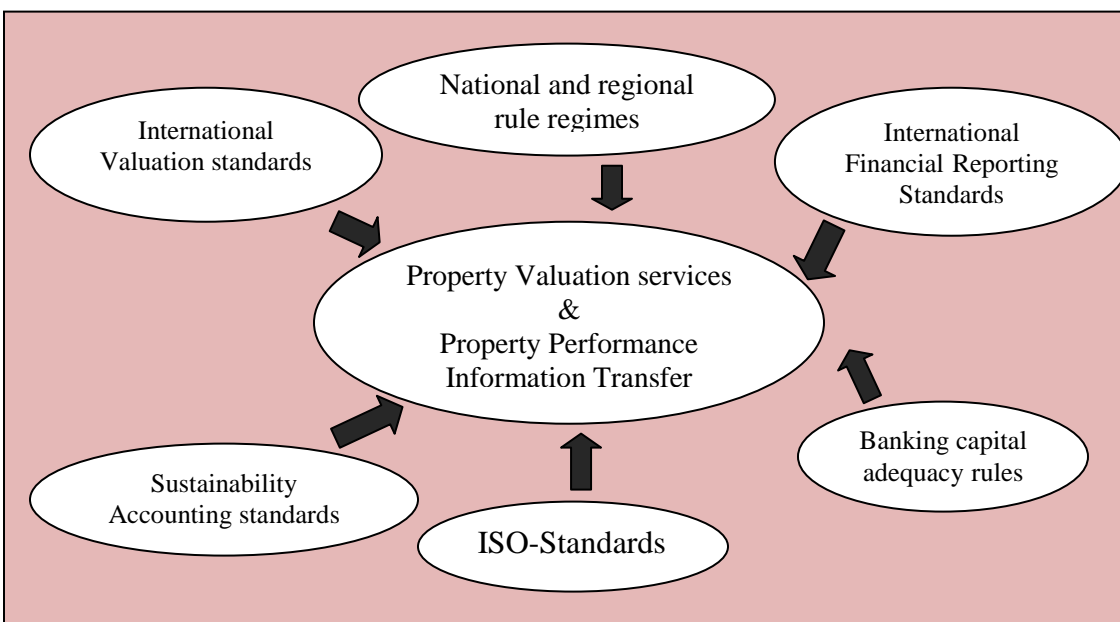 National and regional
rule regimes
International
Valuation standards
International
Financial Reporting
Standards
Property Valuation services
&
Property Performance
Information Transfer
Banking capital
adequacy rules
Sustainability
Accounting standards
ISO-Standards